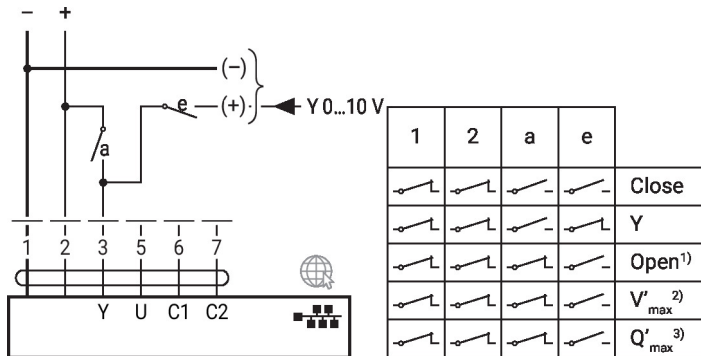 − +
(−)
e (+) Y 0...10 V
a
1 2 3 5 6 7
Y U C1 C2
1 2 a e
Close
Y
Open¹⁾
V'max²⁾
Q'max³⁾